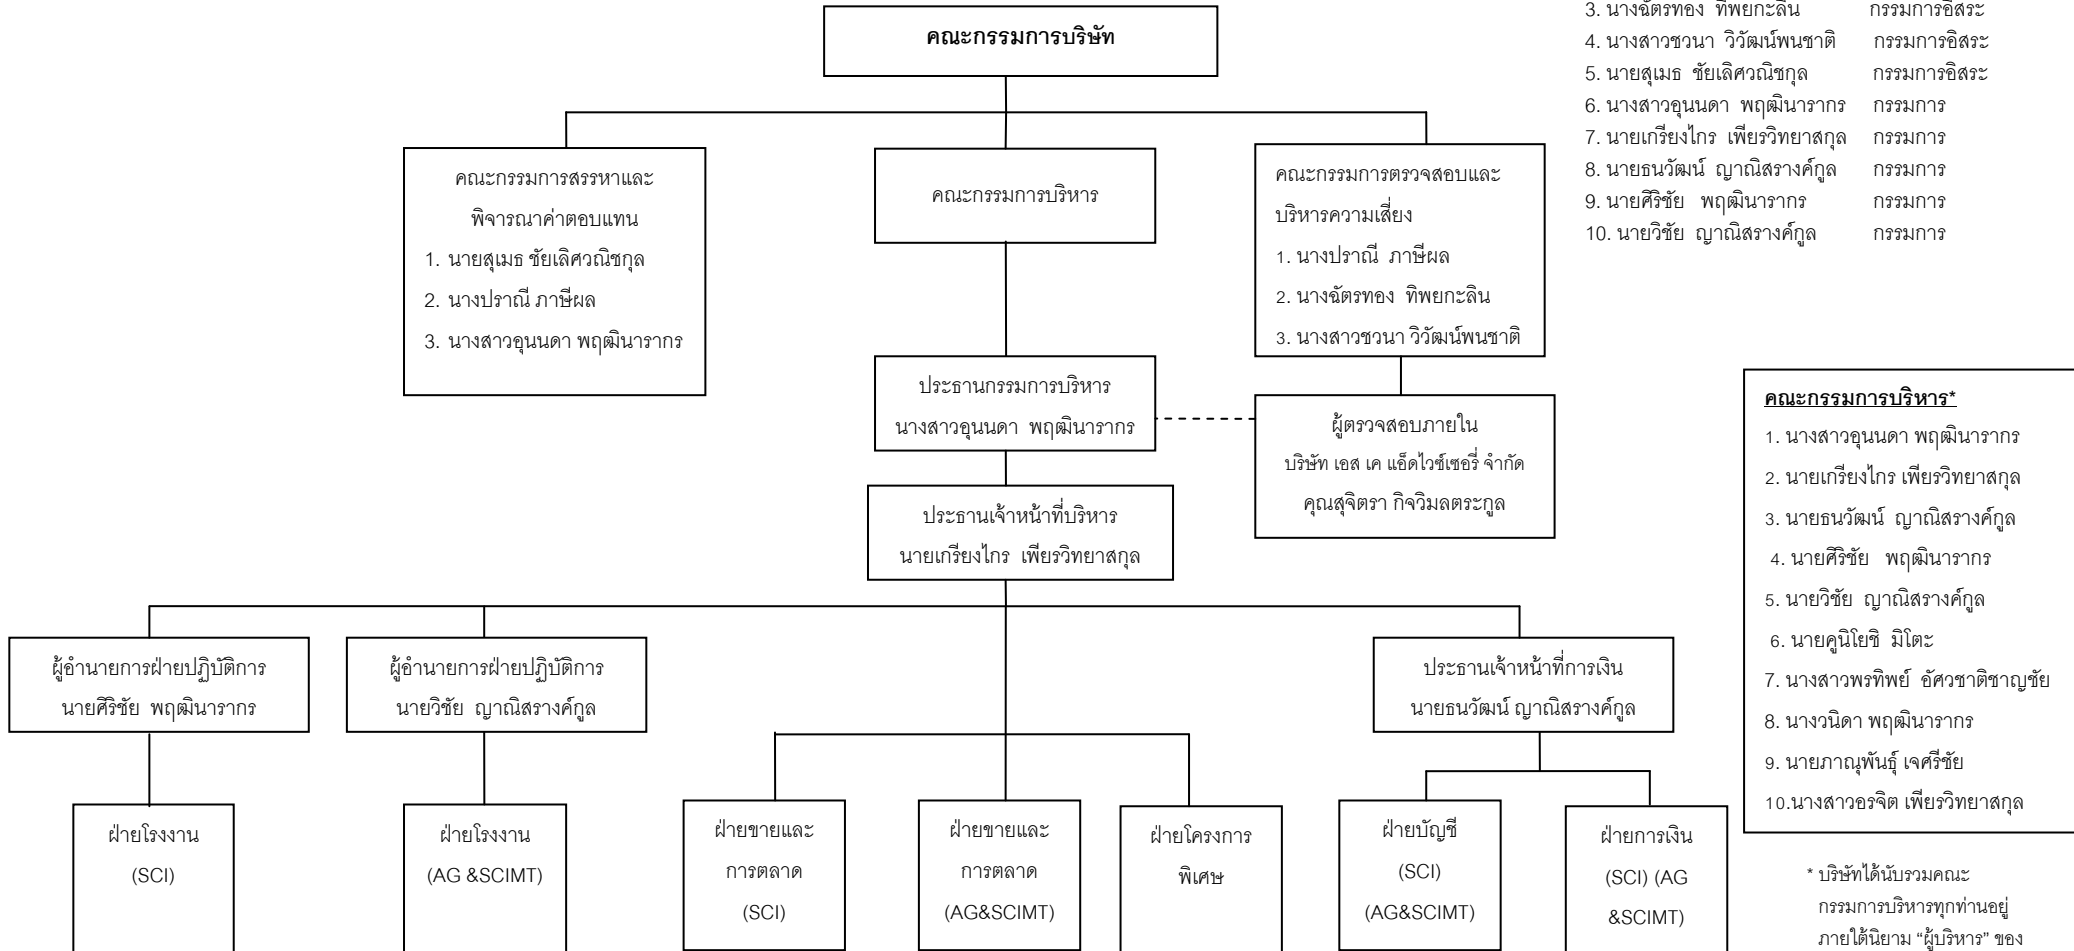 คณะกรรมการบริษัท
3. นางฉัตรทอง ทิพยกะลิน กรรมการอิสระ
4. นางสาวชวนา วิวัฒน์พนชาติ กรรมการอิสระ
5. นายสุเมธ ชัยเลิศวณิชกุล กรรมการอิสระ
6. นางสาวอุนนดา พฤฒินารากร กรรมการ
7. นายเกรียงไกร เพียรวิทยาสกุล กรรมการ
8. นายธนวัฒน์ ญาณิสรางค์กูล กรรมการ
9. นายศิริชัย พฤฒินารากร กรรมการ
10. นายวิชัย ญาณิสรางค์กูล กรรมการ
คณะกรรมการสรรหาและ
พิจารณาค่าตอบแทน
1. นายสุเมธ ชัยเลิศวณิชกุล
2. นางปราณี ภาษีผล
3. นางสาวอุนนดา พฤฒินารากร
คณะกรรมการบริหาร
คณะกรรมการตรวจสอบและ
บริหารความเสี่ยง
1. นางปราณี ภาษีผล
2. นางฉัตรทอง ทิพยกะลิน
3. นางสาวชวนา วิวัฒน์พนชาติ
ประธานกรรมการบริหาร
นางสาวอุนนดา พฤฒินารากร
ผู้ตรวจสอบภายใน
บริษัท เอส เค แอ็ดไวซ์เซอรี่ จำกัด
คุณสุจิตรา กิจวิมลตระกูล
ประธานเจ้าหน้าที่บริหาร
นายเกรียงไกร เพียรวิทยาสกุล
คณะกรรมการบริหาร*
1. นางสาวอุนนดา พฤฒินารากร
2. นายเกรียงไกร เพียรวิทยาสกุล
3. นายธนวัฒน์ ญาณิสรางค์กูล
4. นายศิริชัย พฤฒินารากร
5. นายวิชัย ญาณิสรางค์กูล
6. นายคูนิโยชิ มิโตะ
7. นางสาวพรทิพย์ อัศวชาติชาญชัย
8. นางวนิดา พฤฒินารากร
9. นายภาณุพันธุ์ เจศรีชัย
10.นางสาวอรจิต เพียรวิทยาสกุล
ผู้อำนายการฝ่ายปฏิบัติการ
นายศิริชัย พฤฒินารากร
ผู้อำนายการฝ่ายปฏิบัติการ
นายวิชัย ญาณิสรางค์กูล
ประธานเจ้าหน้าที่การเงิน
นายธนวัฒน์ ญาณิสรางค์กูล
ฝ่ายโรงงาน
(SCI)
ฝ่ายโรงงาน
(AG &SCIMT)
ฝ่ายขายและ
การตลาด
(SCI)
ฝ่ายขายและ
การตลาด
(AG&SCIMT)
ฝ่ายโครงการ
พิเศษ
ฝ่ายบัญชี
(SCI)
(AG&SCIMT)
ฝ่ายการเงิน
(SCI) (AG
&SCIMT)
* บริษัทได้นับรวมคณะ
กรรมการบริหารทุกท่านอยู่
ภายใต้นิยาม “ผู้บริหาร” ของ